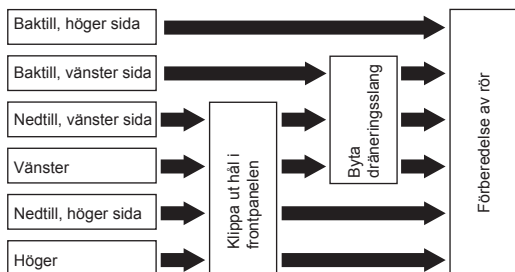 Baktill, höger sida
Baktill, vänster sida
Nedtill, vänster sida
Vänster
Nedtill, höger sida
Höger
Klippa ut hål i
frontpanelen
Byta
dräneringsslang
Förberedelse av rör